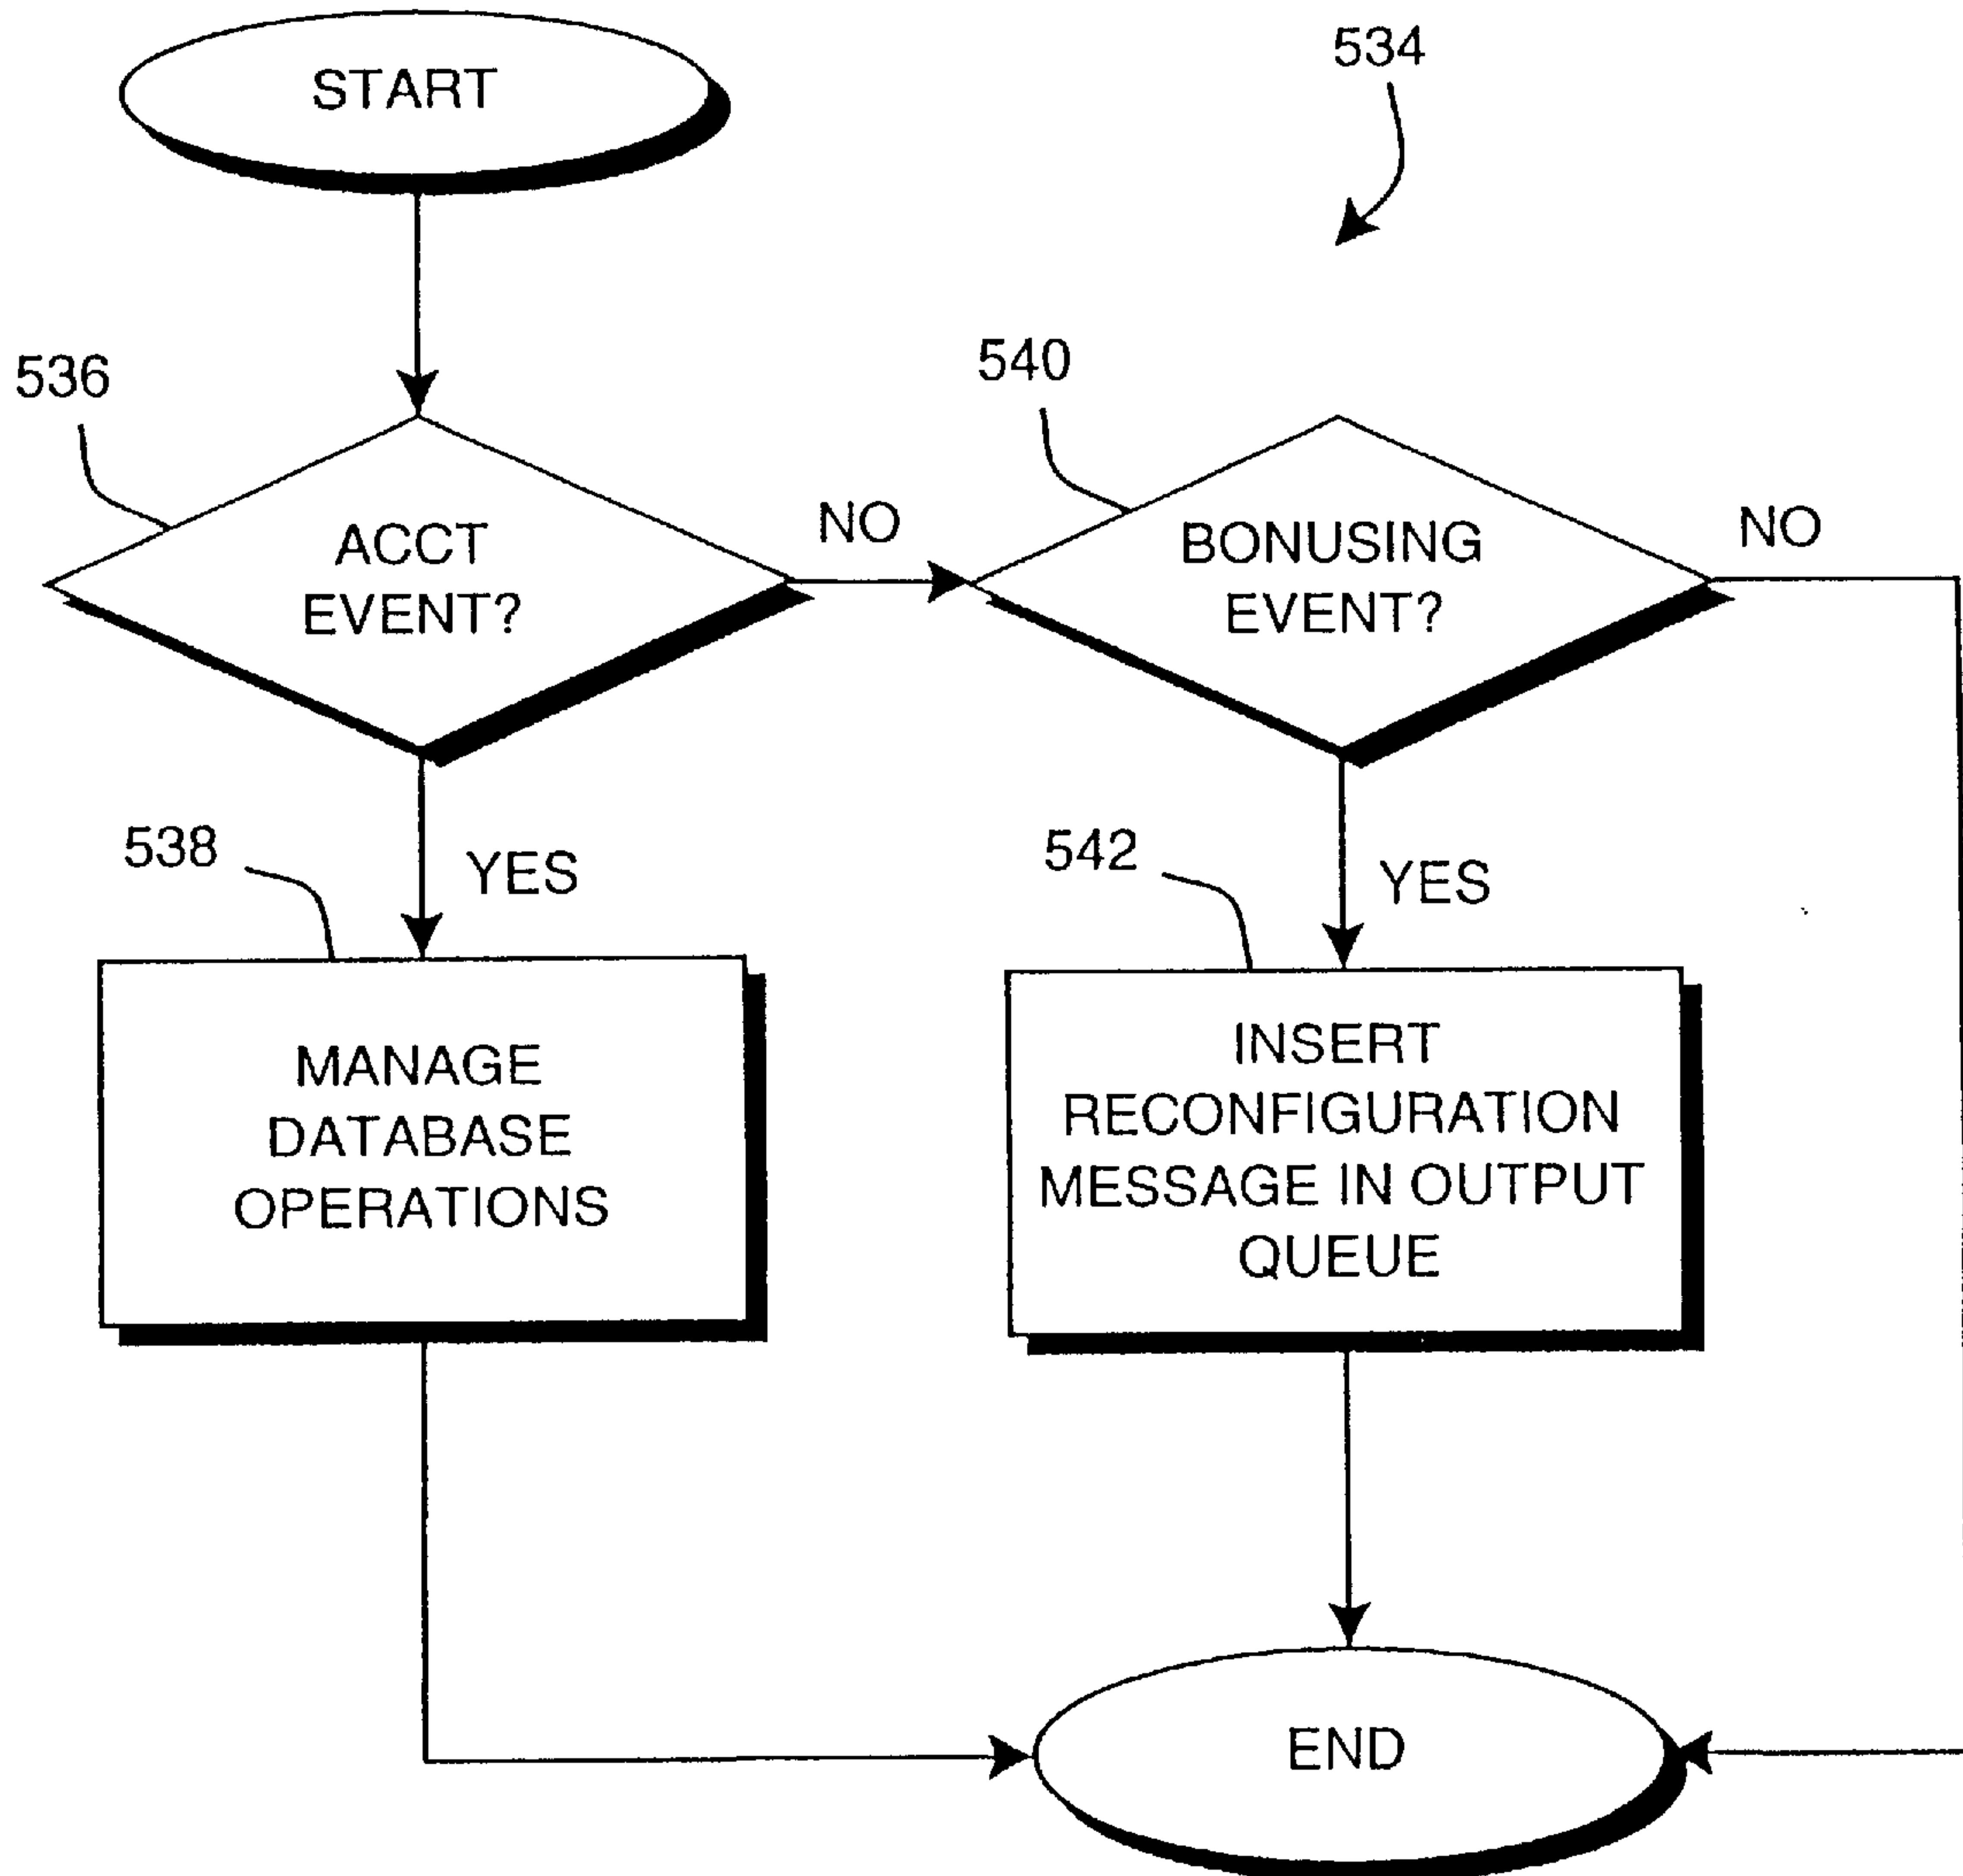 START
534
536
ACCT
EVENT?
NO
540
BONUSING
EVENT?
NO
538
YES
542
YES
MANAGE
DATABASE
OPERATIONS
INSERT
RECONFIGURATION
MESSAGE IN OUTPUT
QUEUE
END